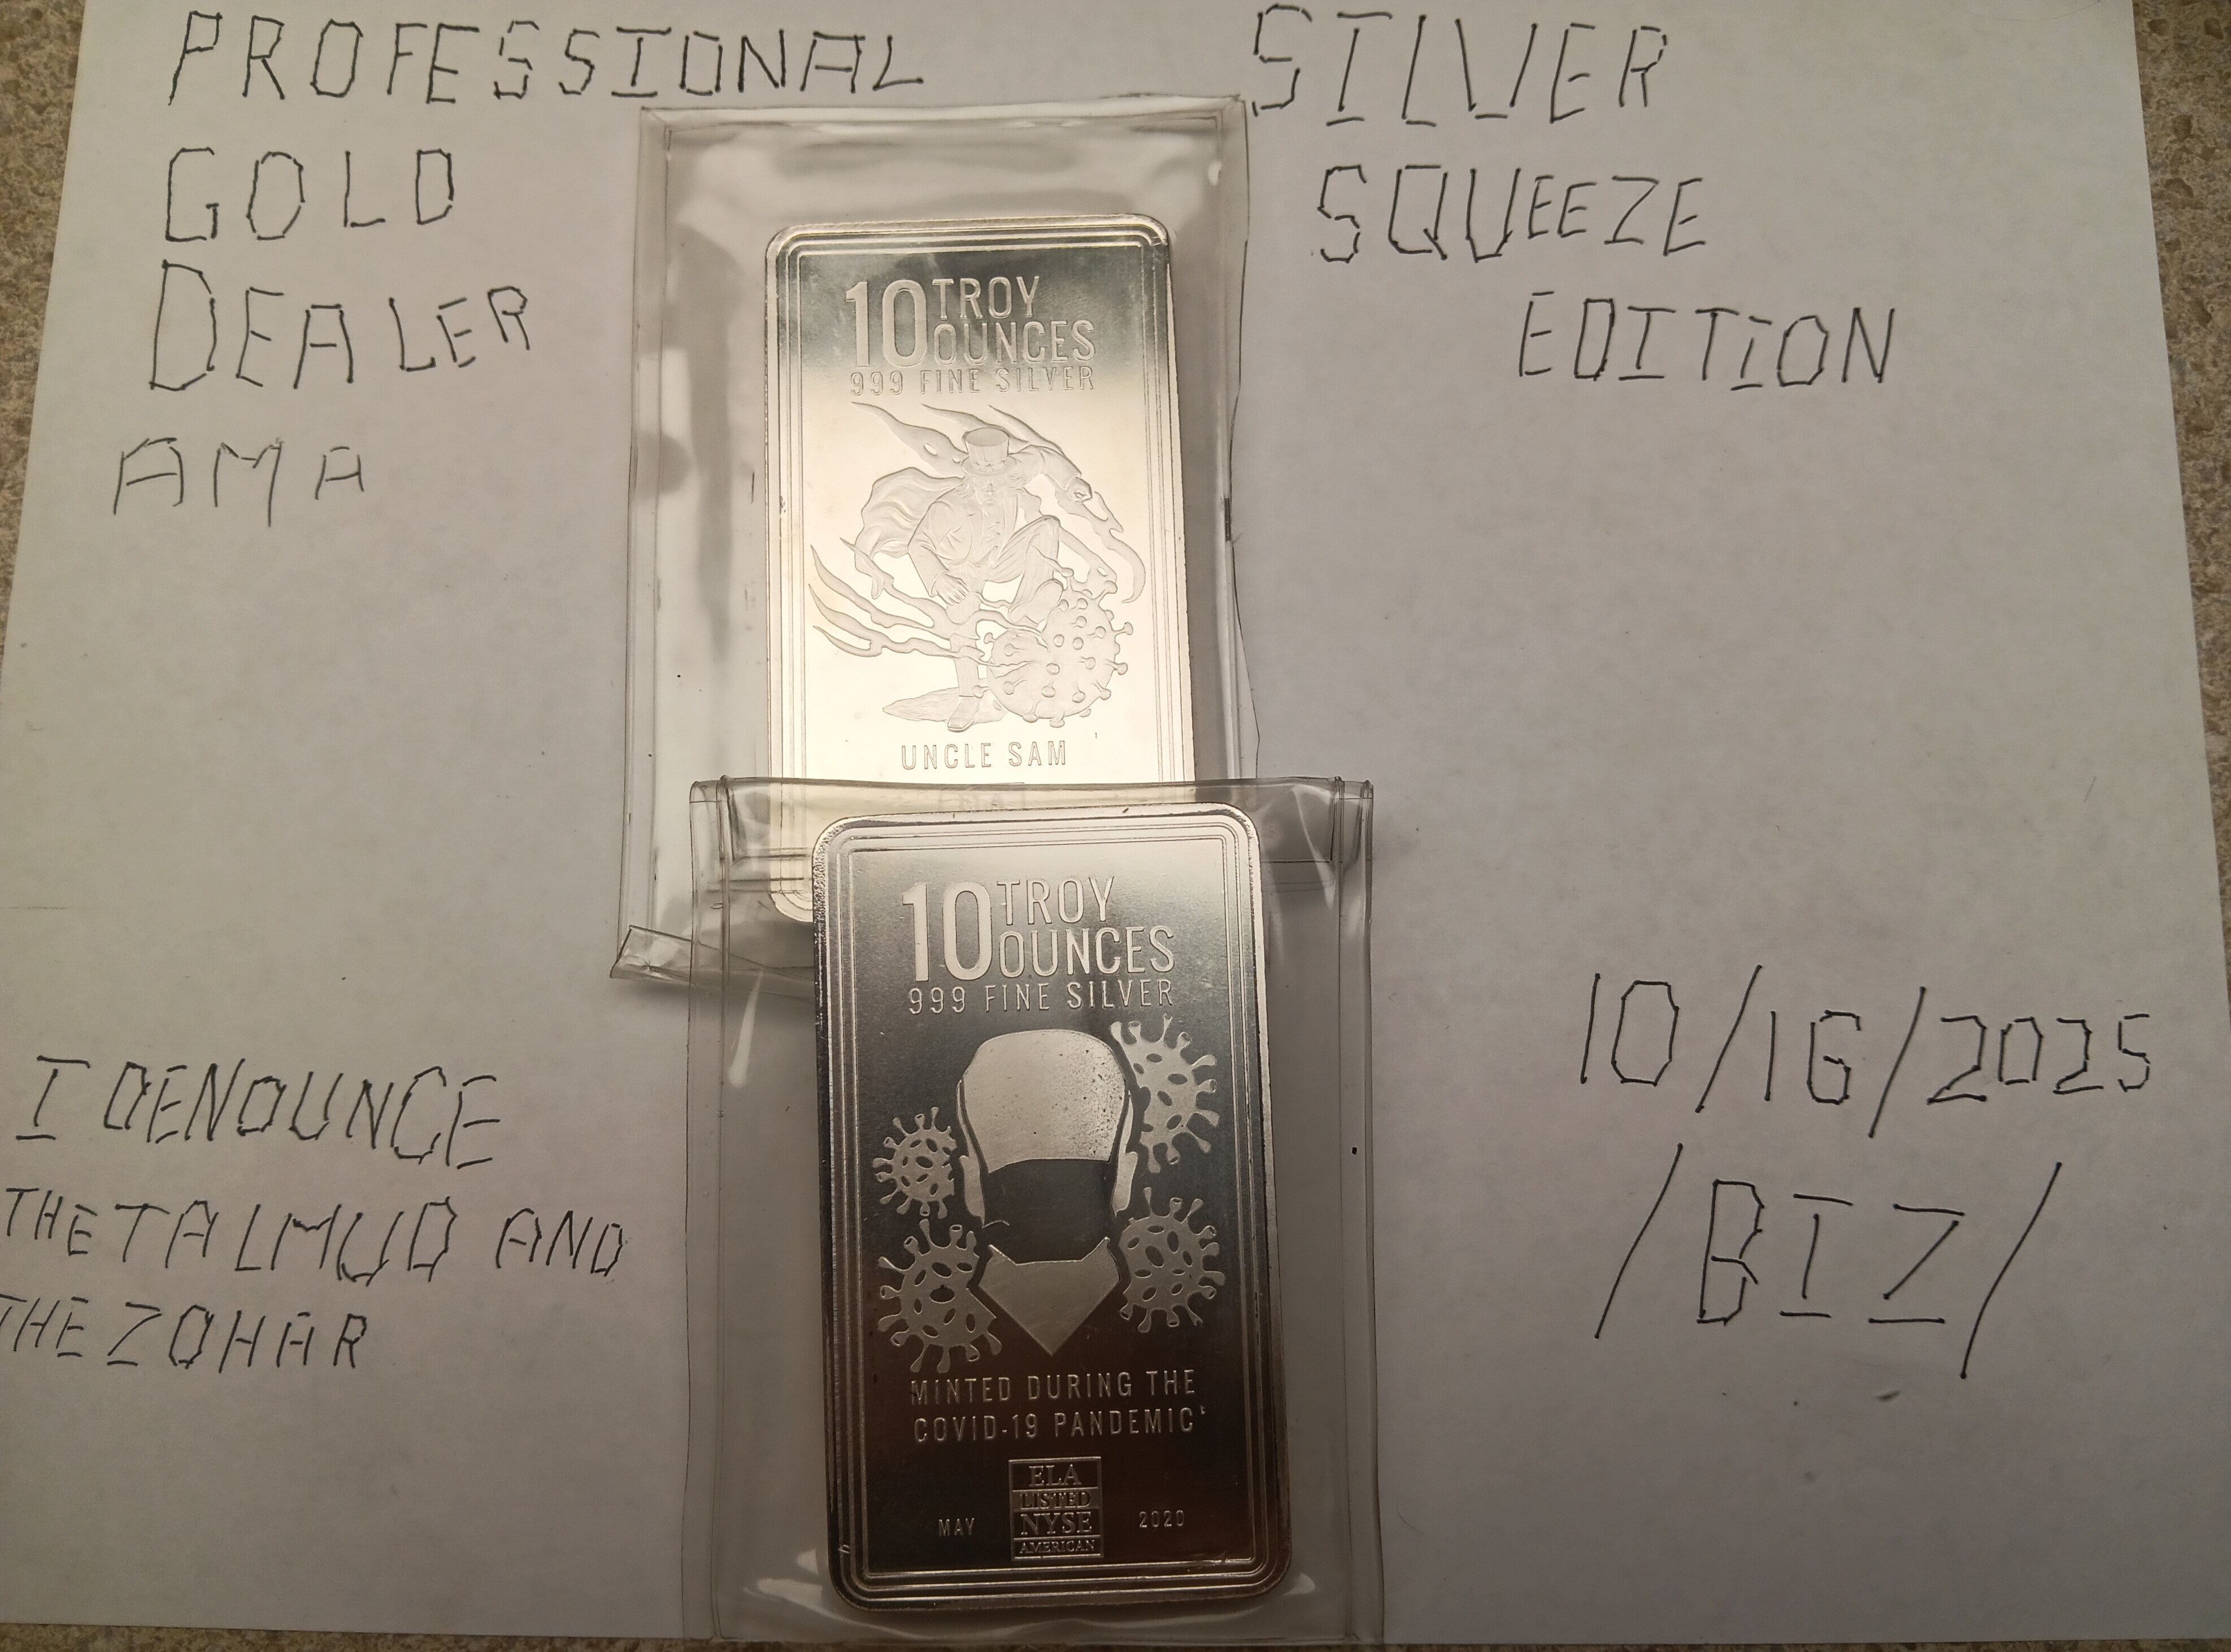 PROFESSIONAL
GOLD
DEALER
AMA
SILVER
SQUEEZE
EDITION
10 TROY
OUNCES
999 FINE SILVER
UNCLE SAM
10 TROY
OUNCES
999 FINE SILVER
MINTED DURING THE
COVID-19 PANDEMIC
ELA
LISTED
NYSE
AMERICAN
MAY
2020
I DENOUNCE
THE TALMUD AND
THE ZOHAR
10/16/2025
/BIZ/